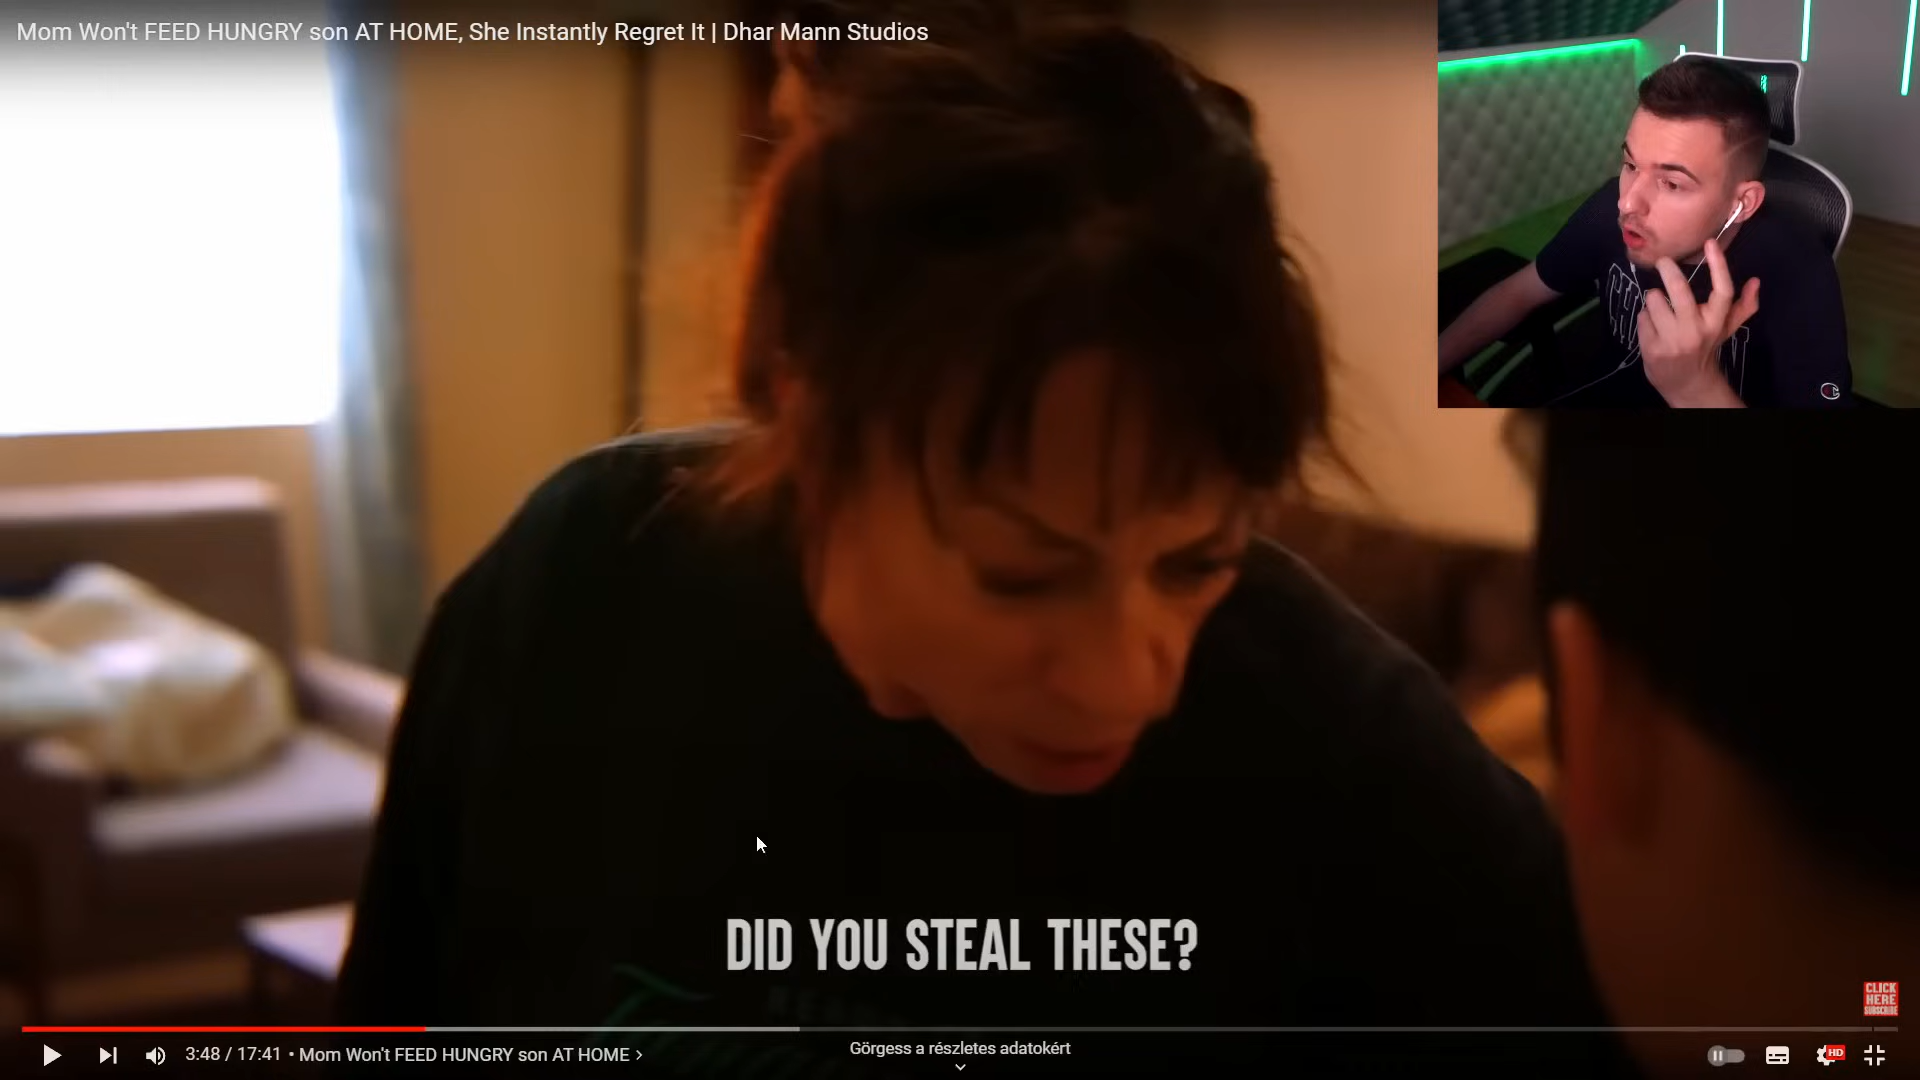 Mom Won't FEED HUNGRY son AT HOME, She Instantly Regret It | Dhar Mann Studios
DID YOU STEAL THESE?
CLICK
HERE
SUBSCRIBE
3:48 / 17:41 • Mom Won't FEED HUNGRY son AT HOME
Görgess a részletes adatokért
HD